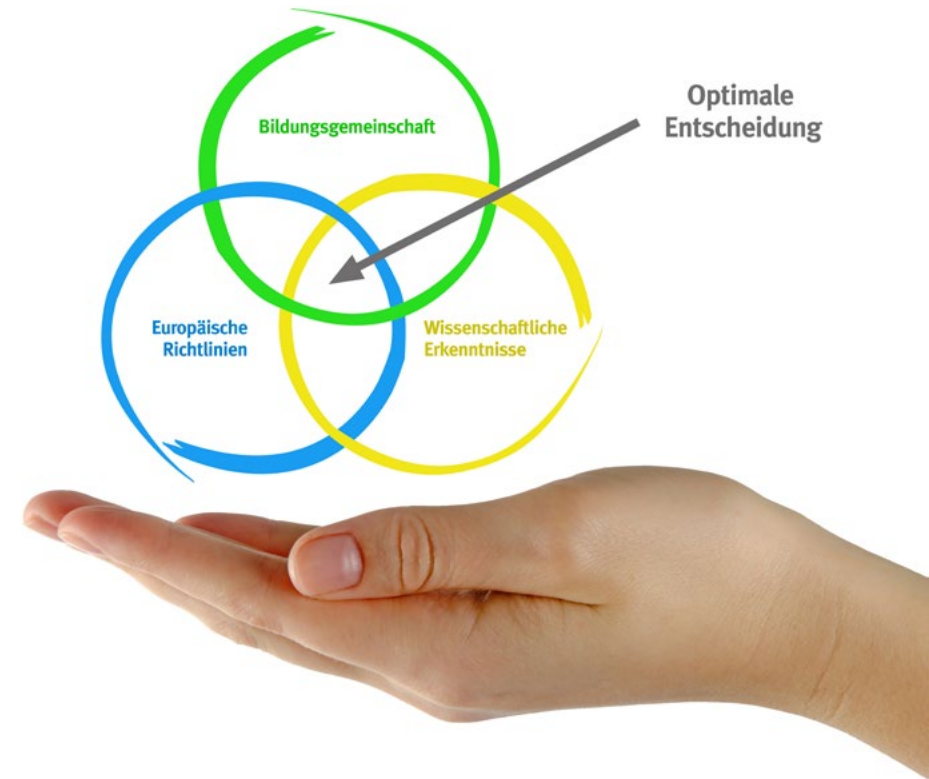 Optimale
Entscheidung
Bildungsgemeinschaft
Europäische
Richtlinien
Wissenschaftliche
Erkenntnisse